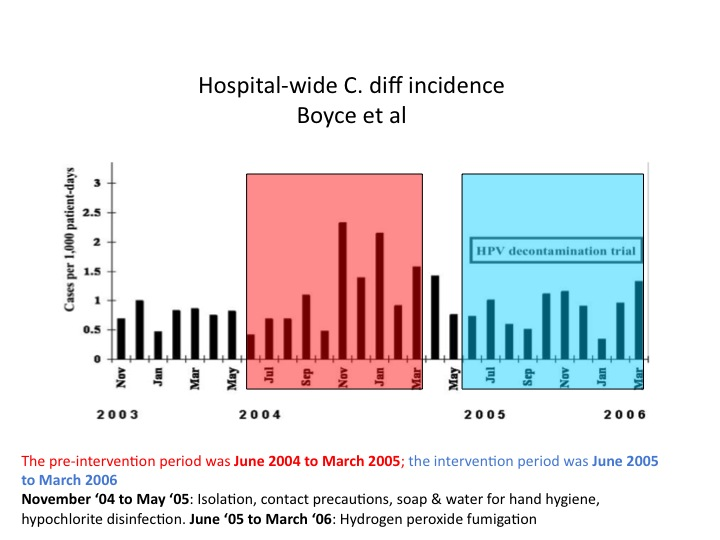 Hospital-wide C. diff incidence
Boyce et al
Cases per 1,000 patient-days
3
2.5
2
1.5
1
0.5
0
HPV decontamination trial
Nov Jan Mar May Jul Sep Nov Jan Mar May Jul Sep Nov Jan Mar
2003 2004 2005 2006
The pre-intervention period was June 2004 to March 2005; the intervention period was June 2005
to March 2006
November ‘04 to May ‘05: Isolation, contact precautions, soap & water for hand hygiene,
hypochlorite disinfection. June ‘05 to March ‘06: Hydrogen peroxide fumigation